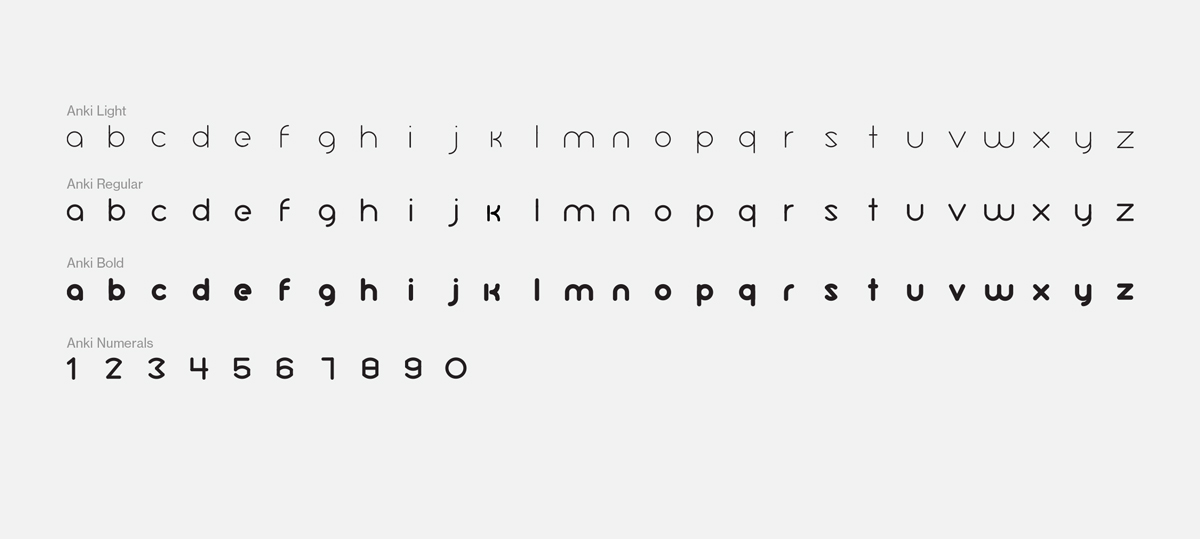 Anki Light
a b c d e f g h i j k l m n o p q r s t u v w x y z
Anki Regular
a b c d e f g h i j k l m n o p q r s t u v w x y z
Anki Bold
a b c d e f g h i j k l m n o p q r s t u v w x y z
Anki Numerals
1 2 3 4 5 6 7 8 9 0